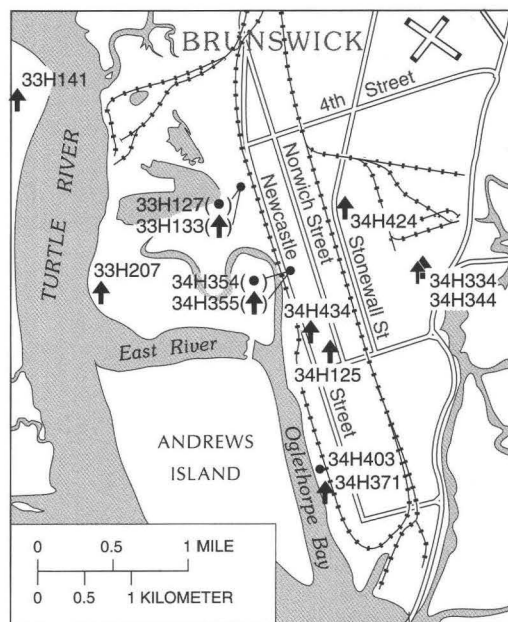 BRUNSWICK
33H141
4th Street
TURTLE RIVER
Norwich Street
Newcastle
Street
Stonewall St
33H127( )
33H133( )
34H424
33H207
34H354( )
34H355( )
34H334
34H344
34H434
East River
34H125
ANDREWS
ISLAND
Oglethorpe Bay
34H403
34H371
0 0.5 1 MILE
0 0.5 1 KILOMETER